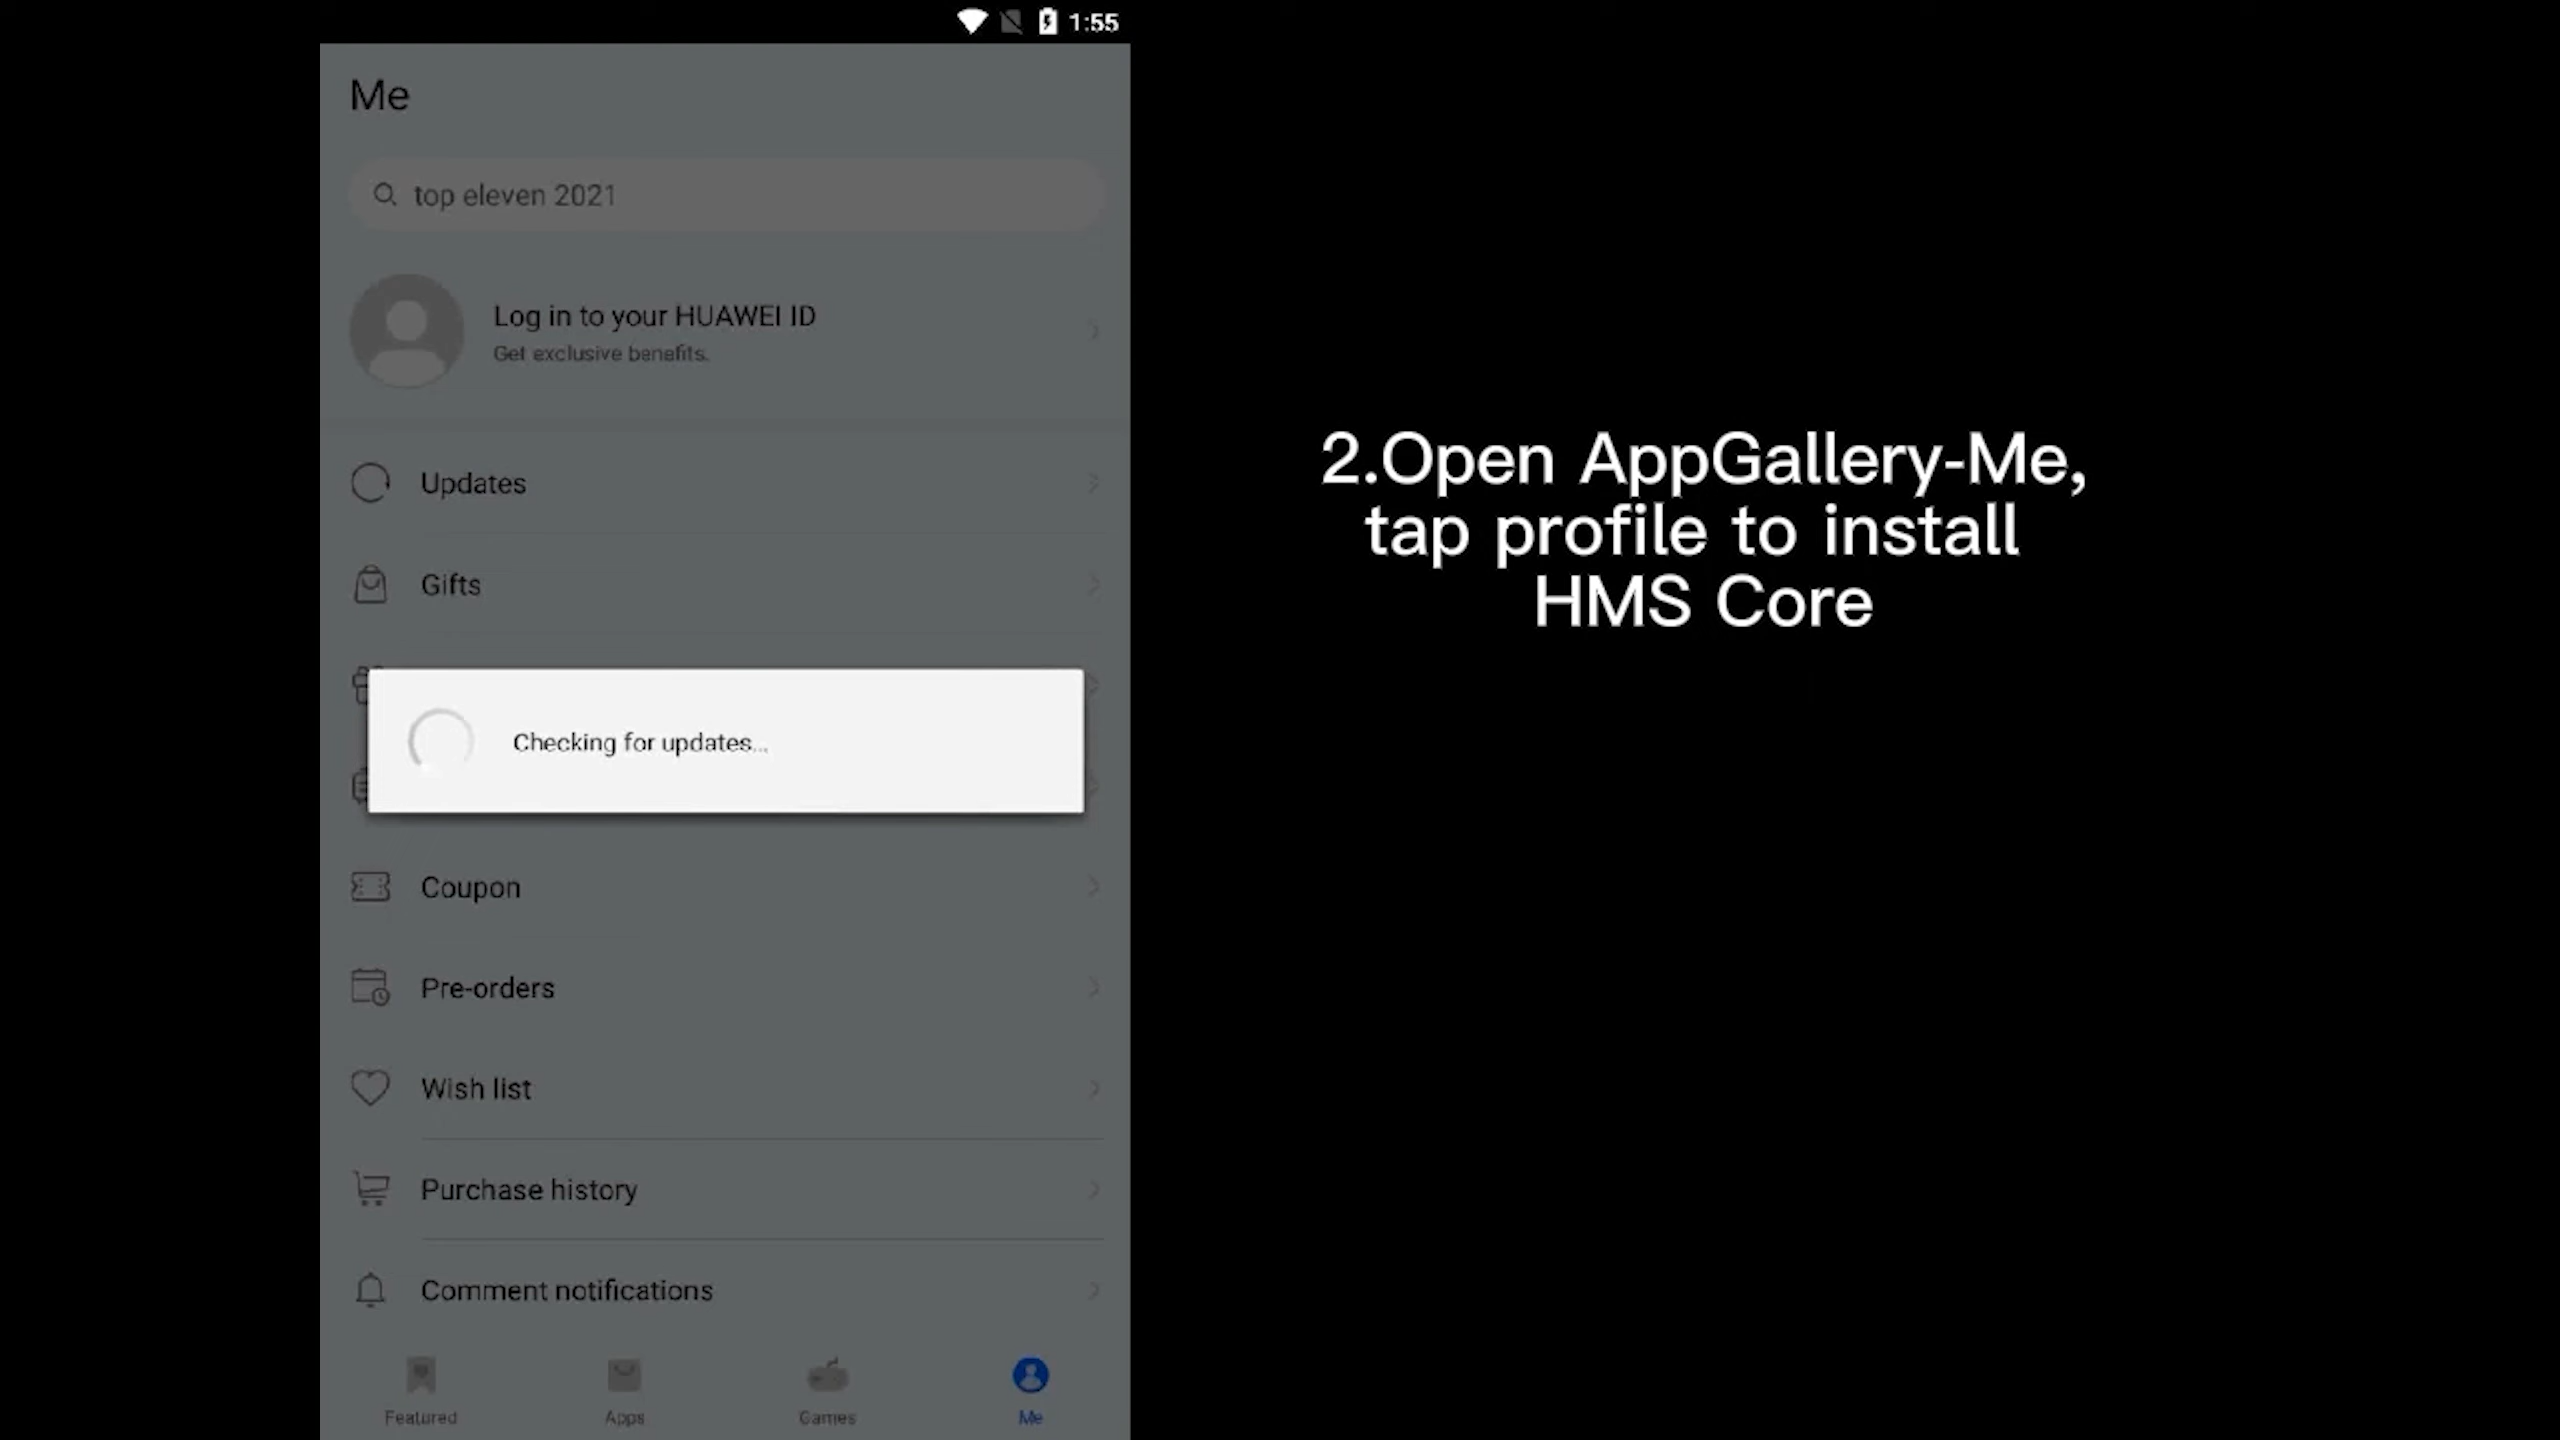 1:55
Me
top eleven 2021
Log in to your HUAWEI ID
Get exclusive benefits.
Updates
Gifts
Checking for updates...
Coupon
Pre-orders
Wish list
Purchase history
Comment notifications
Featured
Apps
Games
Me
2.Open AppGallery-Me,
tap profile to install
HMS Core